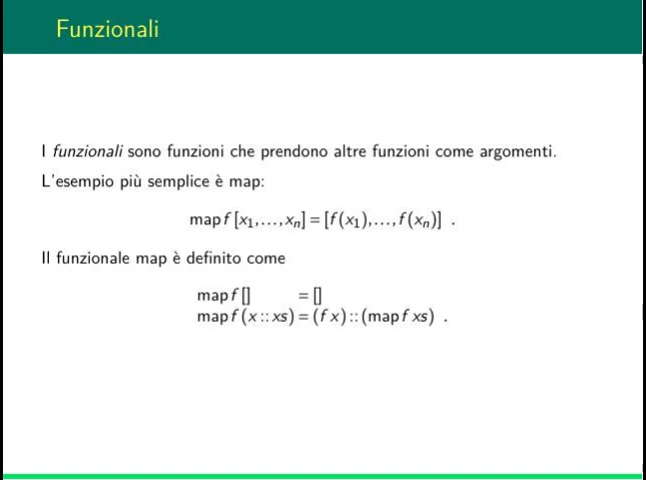 Funzionali
I funzionali sono funzioni che prendono altre funzioni come argomenti.
L'esempio più semplice è map:
map f [x₁,…,xₙ] = [f(x₁),…,f(xₙ)] .
Il funzionale map è definito come
map f [] = []
map f (x :: xs) = (f x) :: (map f xs) .